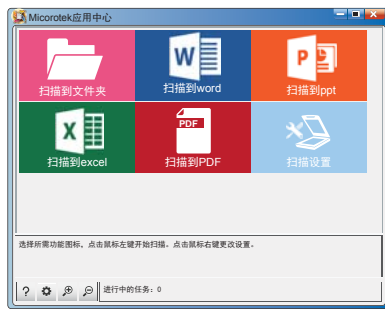 Micorotek应用中心
扫描到文件夹
W
扫描到word
P
扫描到ppt
X
扫描到excel
PDF
扫描到PDF
扫描设置
选择所需功能图标，点击鼠标左键开始扫描。点击鼠标右键更改设置。
?
进行中的任务：0